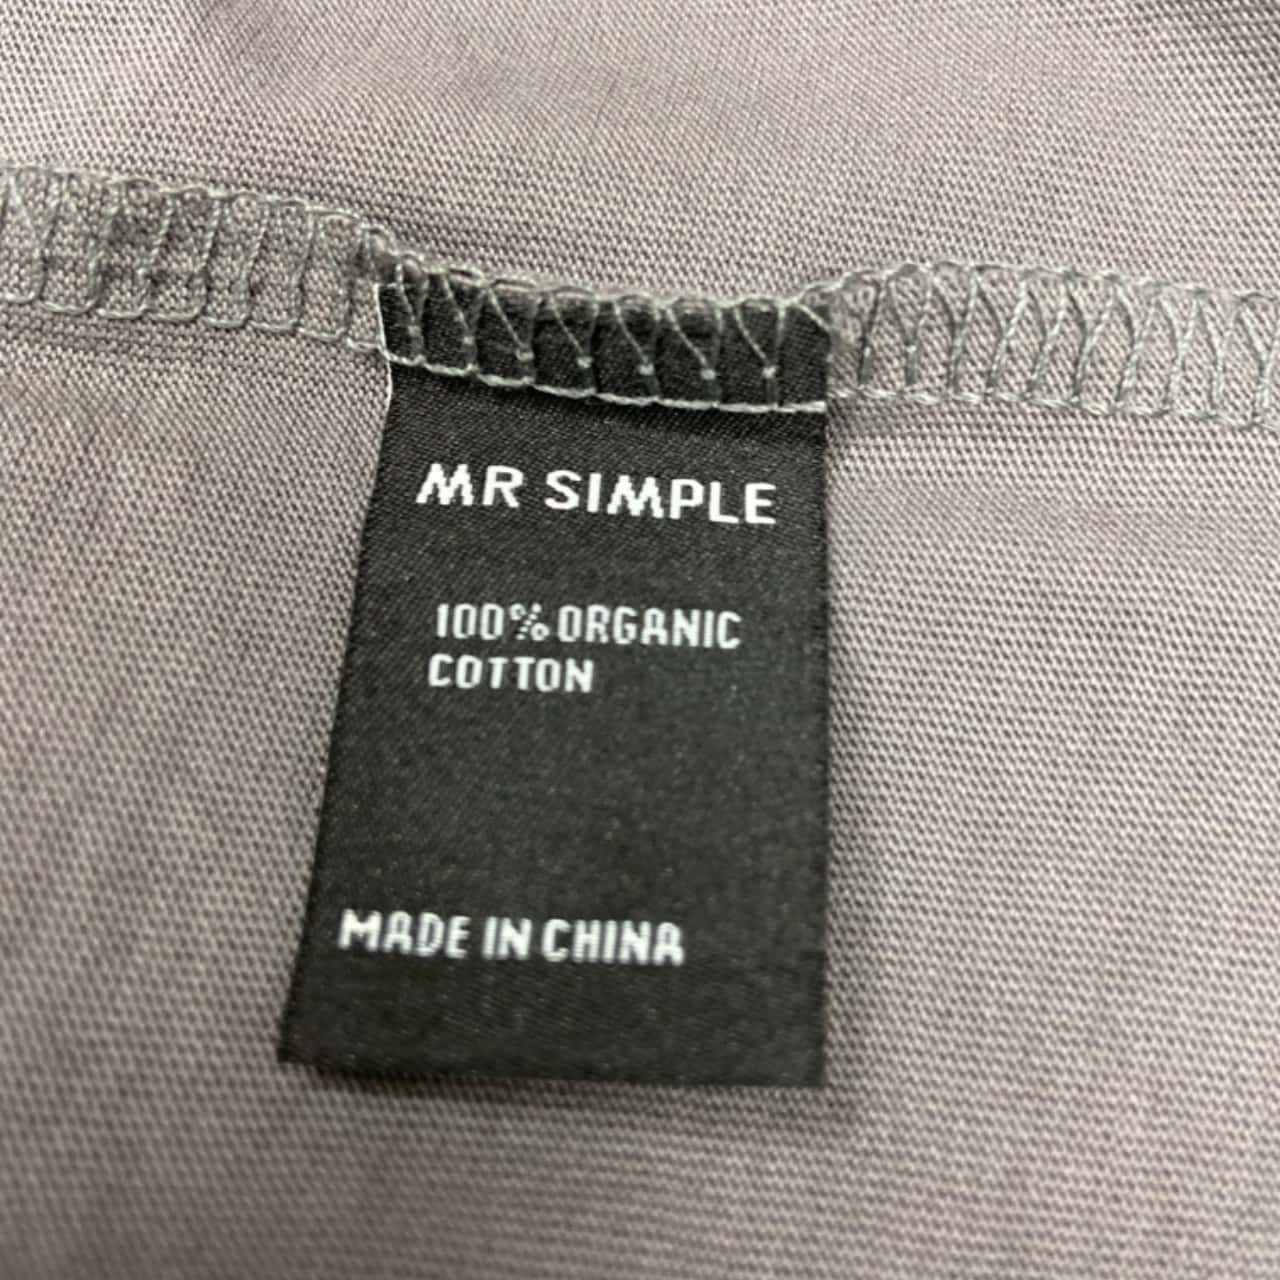 MR SIMPLE
100% ORGANIC
COTTON
MADE IN CHINA